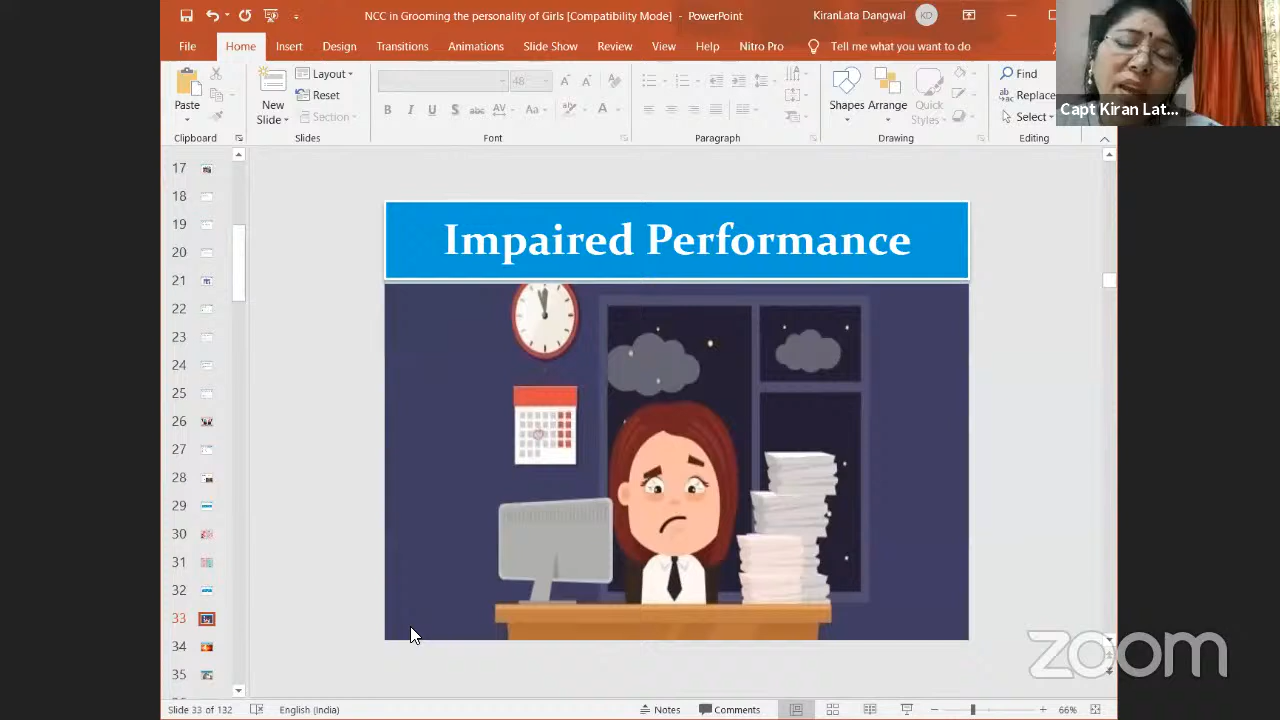 NCC in Grooming the personality of Girls [Compatibility Mode] - PowerPoint
KiranLata Dangwal
KD
File Home Insert Design Transitions Animations Slide Show Review View Help Nitro Pro Tell me what you want to do
Paste
Clipboard
New
Slide
Layout
Reset
Section
Slides
48
B I U S abc AV Aa A
Font
Paragraph
Shapes
Arrange
Quick
Styles
Drawing
Find
Replace
Select
Editing
Capt Kiran Lat...
17
18
19
20
21
22
23
24
25
26
27
28
29
30
31
32
33
34
35
Impaired Performance
zoom
Slide 33 of 132
English (India)
Notes
Comments
66%